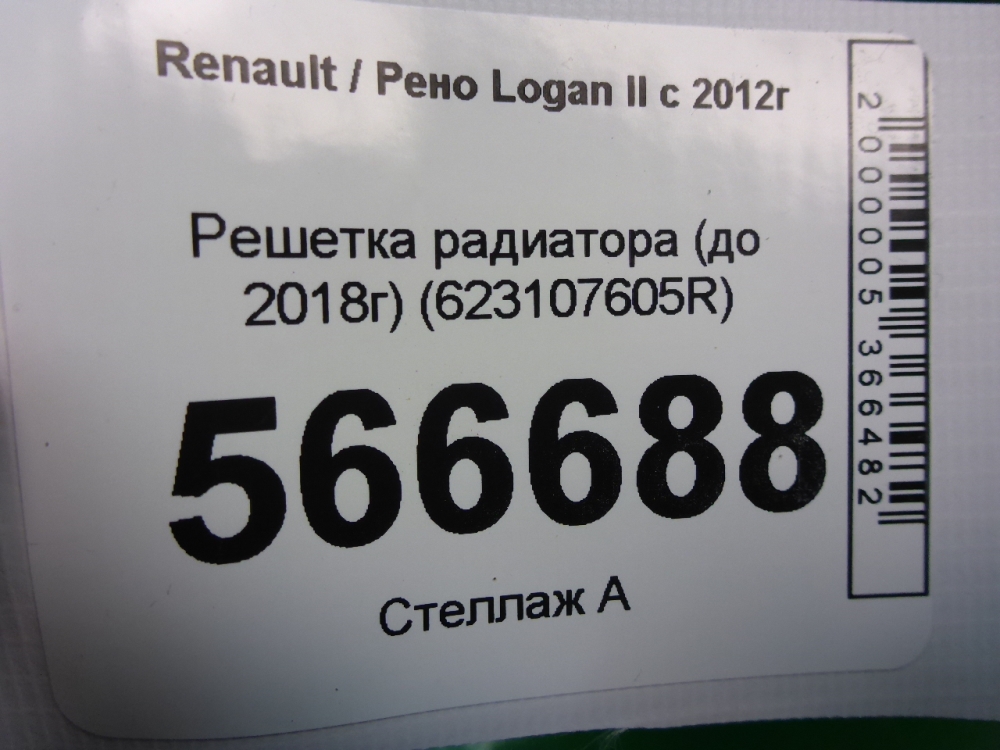 Renault / Рено Logan II с 2012г
Решетка радиатора (до
2018г) (623107605R)
566688
Стеллаж А
2000005366482